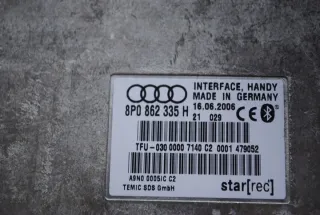 INTERFACE, HANDY
MADE IN GERMANY
8P0 862 335 H
16.06.2006
21 029
CE
TFU-030 0000 7140 C2 0001 479052
A9N0 0005IC C2
TEMIC SDS GmbH
star[rec]